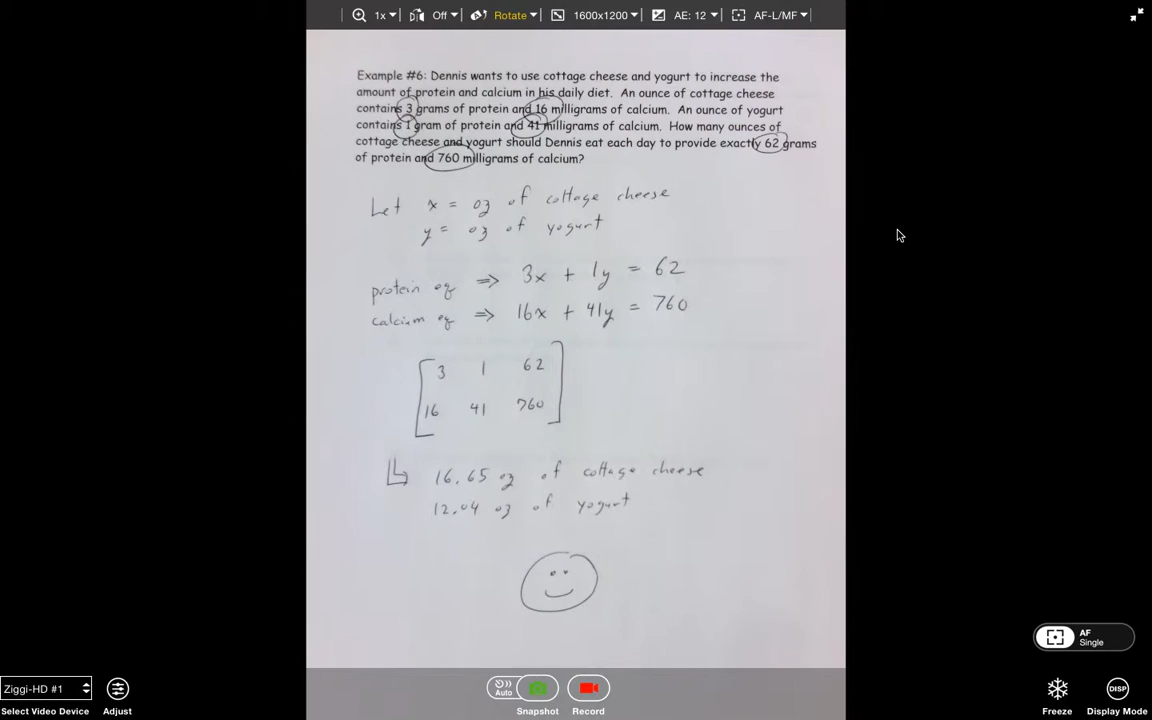 1x Off Rotate 1600x1200 AE: 12 AF-L/MF
Example #6: Dennis wants to use cottage cheese and yogurt to increase the
amount of protein and calcium in his daily diet. An ounce of cottage cheese
contains 3 grams of protein and 16 milligrams of calcium. An ounce of yogurt
contains 1 gram of protein and 41 milligrams of calcium. How many ounces of
cottage cheese and yogurt should Dennis eat each day to provide exactly 62 grams
of protein and 760 milligrams of calcium?
Let x = oz of cottage cheese
y = oz of yogurt
protein eq ⇒ 3x + 1y = 62
calcium eq ⇒ 16x + 41y = 760
3 1 62
16 41 760
16.65 oz of cottage cheese
12.04 oz of yogurt
AF
Single
Ziggi-HD #1
Auto
DISP
Select Video Device Adjust Snapshot Record Freeze Display Mode